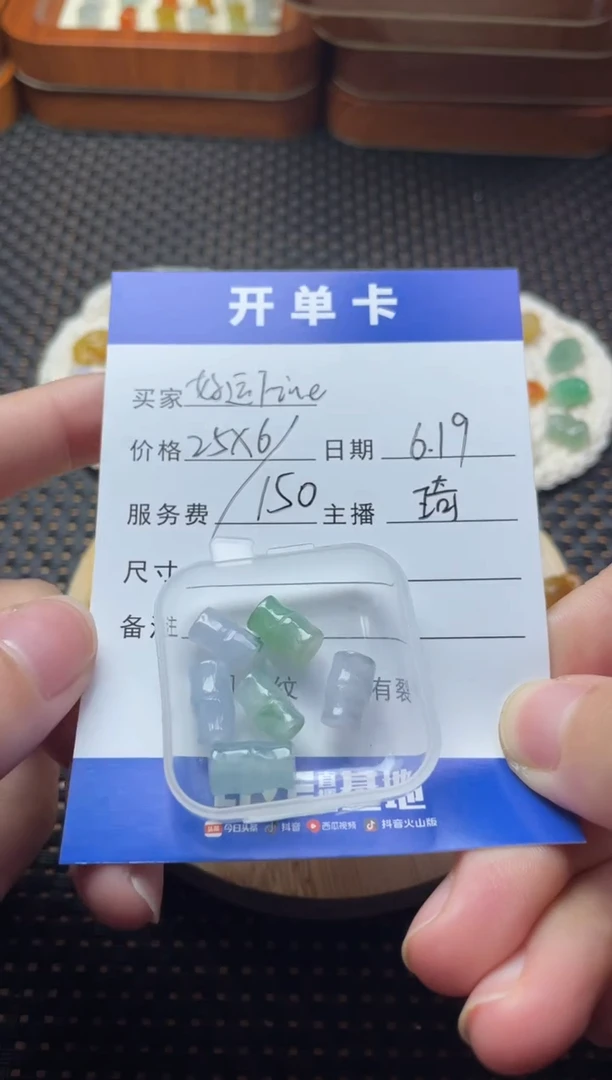 开单卡
买家 好运Fine
价格 25X6/ 日期 6.19
服务费 150 主播 琦
尺寸
备注
纹 有裂
基地
今日头条 抖音 西瓜视频 抖音火山版